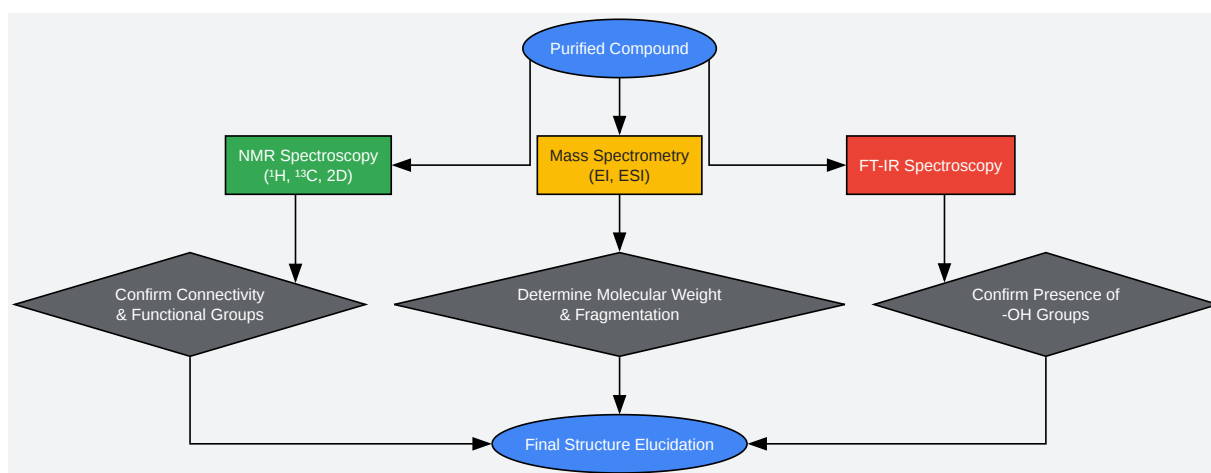 Purified Compound
NMR Spectroscopy
(¹H, ¹³C, 2D)
Mass Spectrometry
(EI, ESI)
FT-IR Spectroscopy
Confirm Connectivity
& Functional Groups
Determine Molecular Weight
& Fragmentation
Confirm Presence of
-OH Groups
Final Structure Elucidation